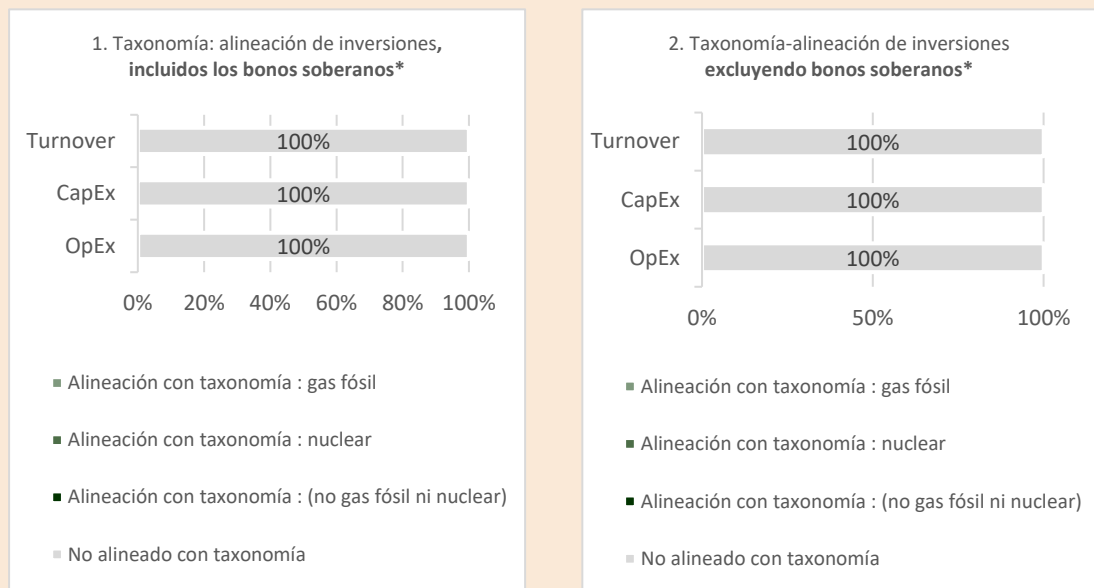 1. Taxonomía: alineación de inversiones,
incluidos los bonos soberanos*
Turnover
100%
CapEx
100%
OpEx
100%
0% 20% 40% 60% 80% 100%
Alineación con taxonomía : gas fósil
Alineación con taxonomía : nuclear
Alineación con taxonomía : (no gas fósil ni nuclear)
No alineado con taxonomía
2. Taxonomía-alineación de inversiones
excluyendo bonos soberanos*
Turnover
100%
CapEx
100%
OpEx
100%
0% 50% 100%
Alineación con taxonomía : gas fósil
Alineación con taxonomía : nuclear
Alineación con taxonomía : (no gas fósil ni nuclear)
No alineado con taxonomía